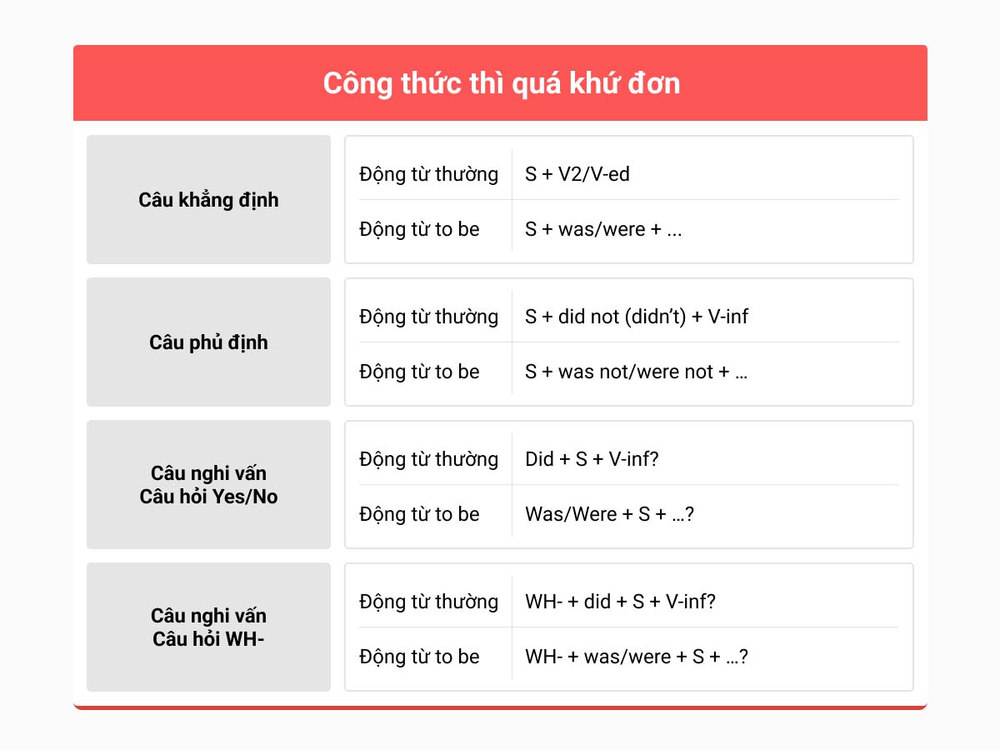 Công thức thì quá khứ đơn
Câu khẳng định
Động từ thường
S + V2/V-ed
Động từ to be
S + was/were + ...
Câu phủ định
Động từ thường
S + did not (didn’t) + V-inf
Động từ to be
S + was not/were not + …
Câu nghi vấn
Câu hỏi Yes/No
Động từ thường
Did + S + V-inf?
Động từ to be
Was/Were + S + …?
Câu nghi vấn
Câu hỏi WH-
Động từ thường
WH- + did + S + V-inf?
Động từ to be
WH- + was/were + S + …?